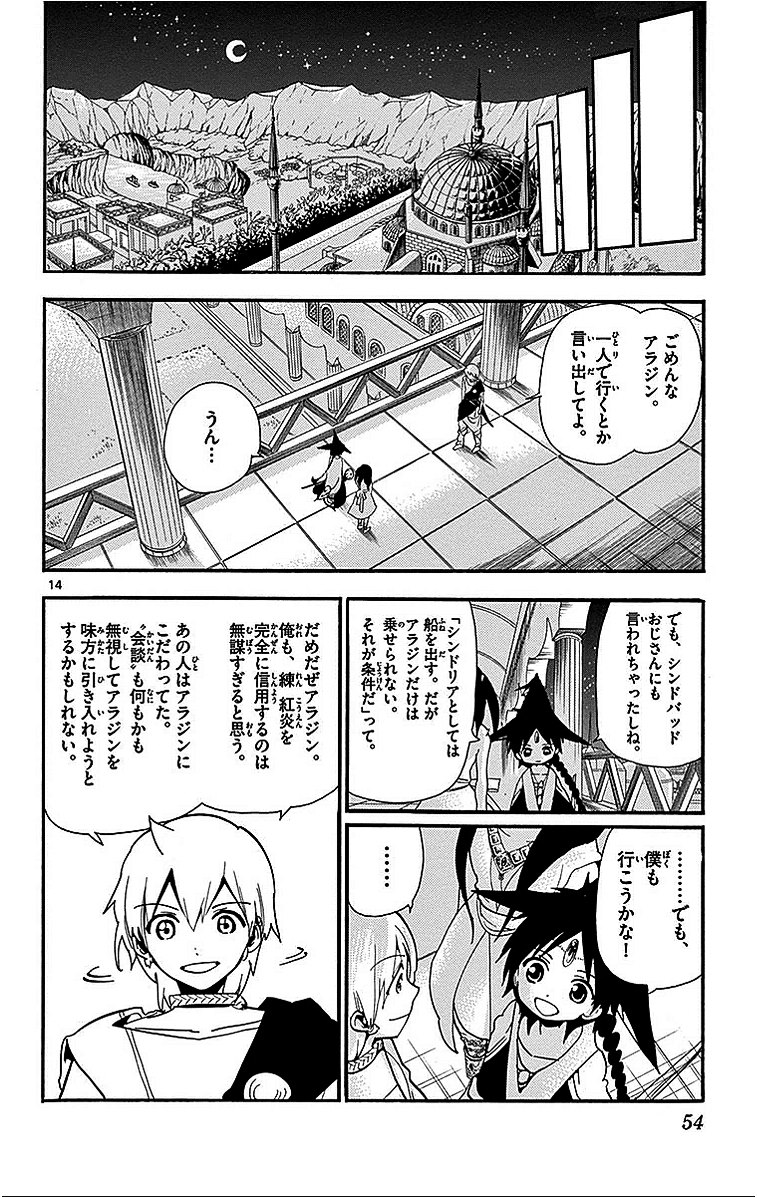 ごめんな
アラジン。
一人で行くとか
言い出してよ。
うん…
14
でも、シンドバッド
おじさんにも
言われちゃったしね。
「シンドリアとしては
船を出す。だが
アラジンだけは
乗せられない。
それが条件だ」って。
…………でも、
僕も
行こうかな！
……
だめだぜアラジン。
俺も、練 紅炎を
完全に信用するのは
無謀すぎると思う。
あの人はアラジンに
こだわってた。
〝会談〟も何もかも
無視してアラジンを
味方に引き入れようと
するかもしれない。
54